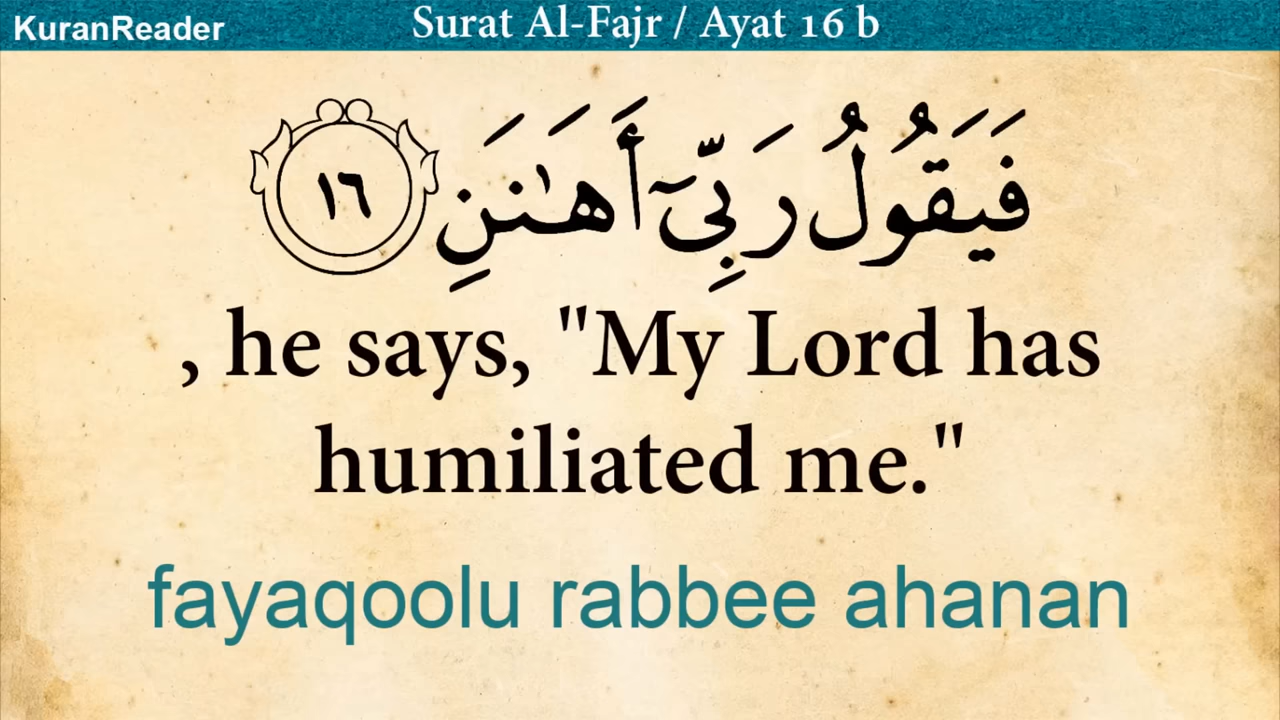 KuranReader
Surat Al-Fajr / Ayat 16 b
فَيَقُولُ رَبِّىٓ أَهَٰنَنِ ١٦
, he says, "My Lord has
humiliated me."
fayaqoolu rabbee ahanan